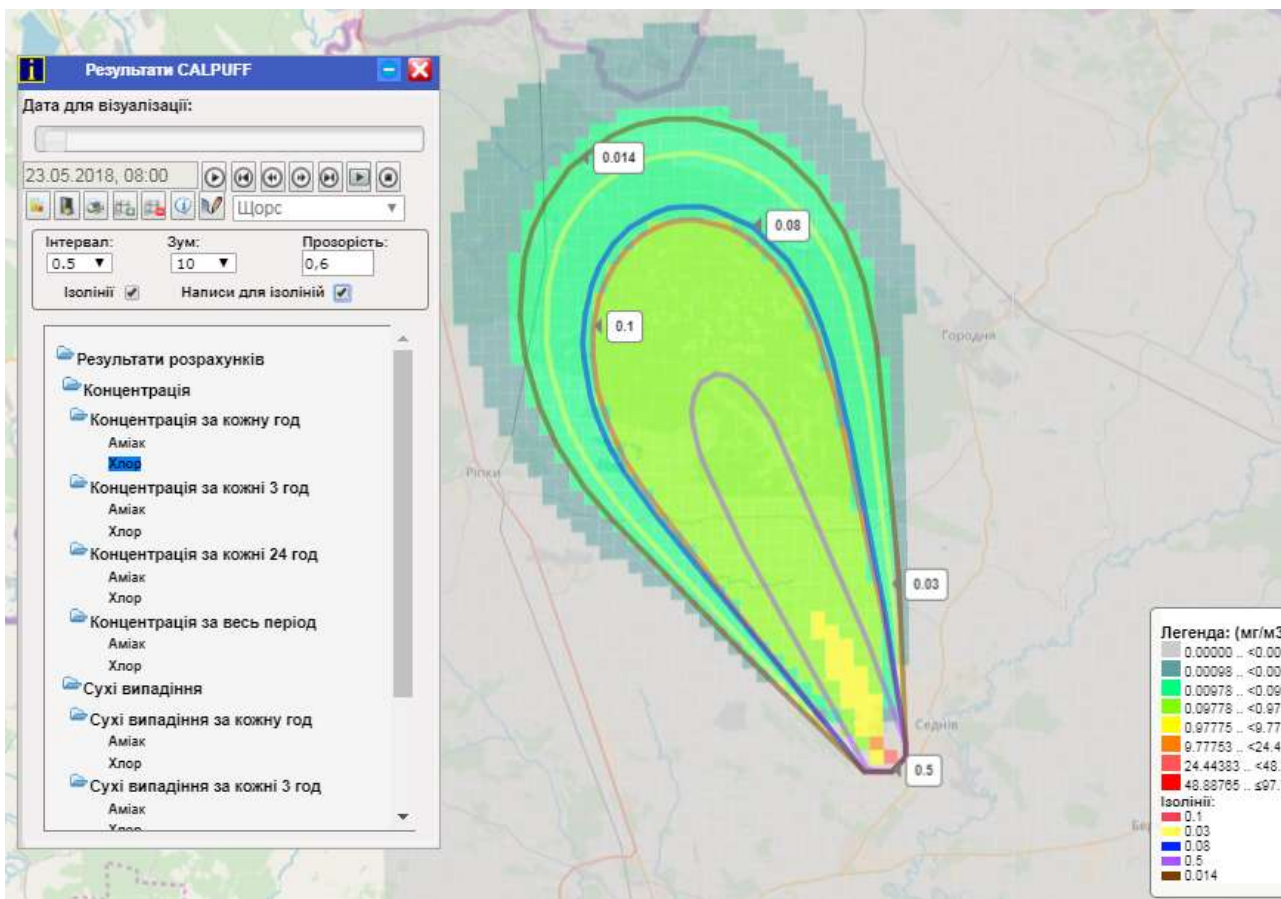 Результати CALPUFF
Дата для візуалізації:
23.05.2018, 08:00
Щорс
Інтервал: Зум: Прозорість:
0.5 10 0,6
Ізолінії Написи для ізоліній
Результати розрахунків
Концентрація
Концентрація за кожну год
Аміак
Хлор
Концентрація за кожні 3 год
Аміак
Хлор
Концентрація за кожні 24 год
Аміак
Хлор
Концентрація за весь період
Аміак
Хлор
Сухі випадіння
Сухі випадіння за кожну год
Аміак
Хлор
Сухі випадіння за кожні 3 год
Аміак
Хлор
0.014
0.08
0.1
Городня
Ріпки
0.03
Седнів
0.5
Легенда: (мг/м3
0.00000 .. <0.00
0.00098 .. <0.00
0.00978 .. <0.09
0.09778 .. <0.97
0.97775 .. <9.77
9.77753 .. <24.4
24.44383 .. <48.
48.88765 .. ≤97.
Ізолінії:
0.1
0.03
0.08
0.5
0.014